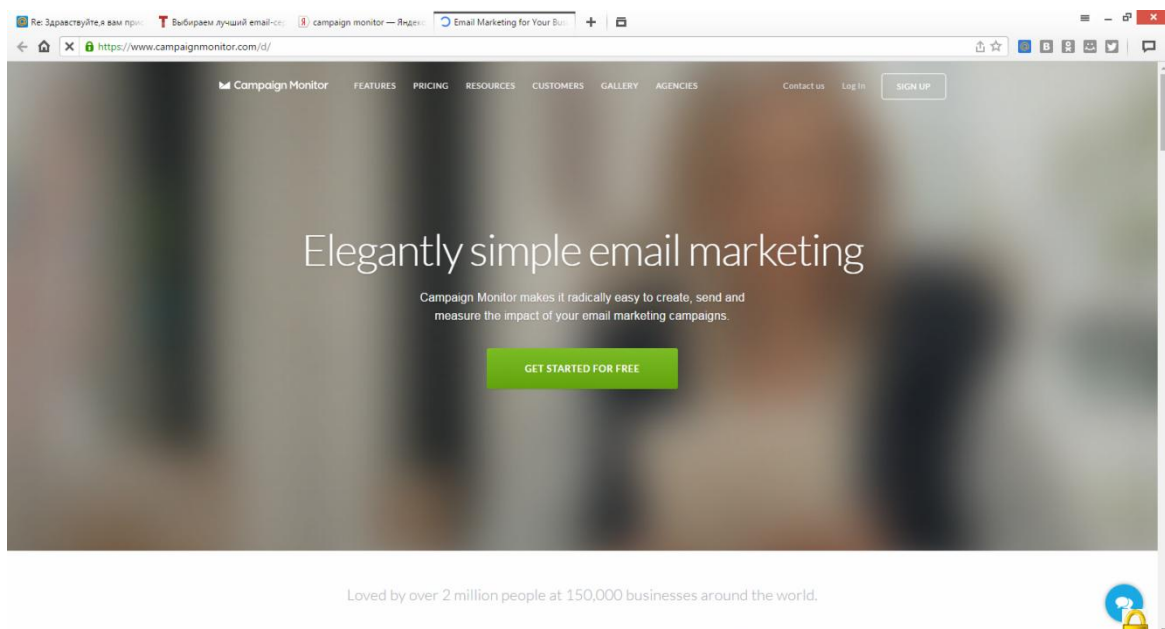 Re: Здравствуйте,я вам прис
Выбираем лучший email-сер
campaign monitor — Яндекс
Email Marketing for Your Bus
https://www.campaignmonitor.com/d/
Campaign Monitor FEATURES PRICING RESOURCES CUSTOMERS GALLERY AGENCIES Contact us Log In SIGN UP
Elegantly simple email marketing
Campaign Monitor makes it radically easy to create, send and
measure the impact of your email marketing campaigns.
GET STARTED FOR FREE
Loved by over 2 million people at 150,000 businesses around the world.